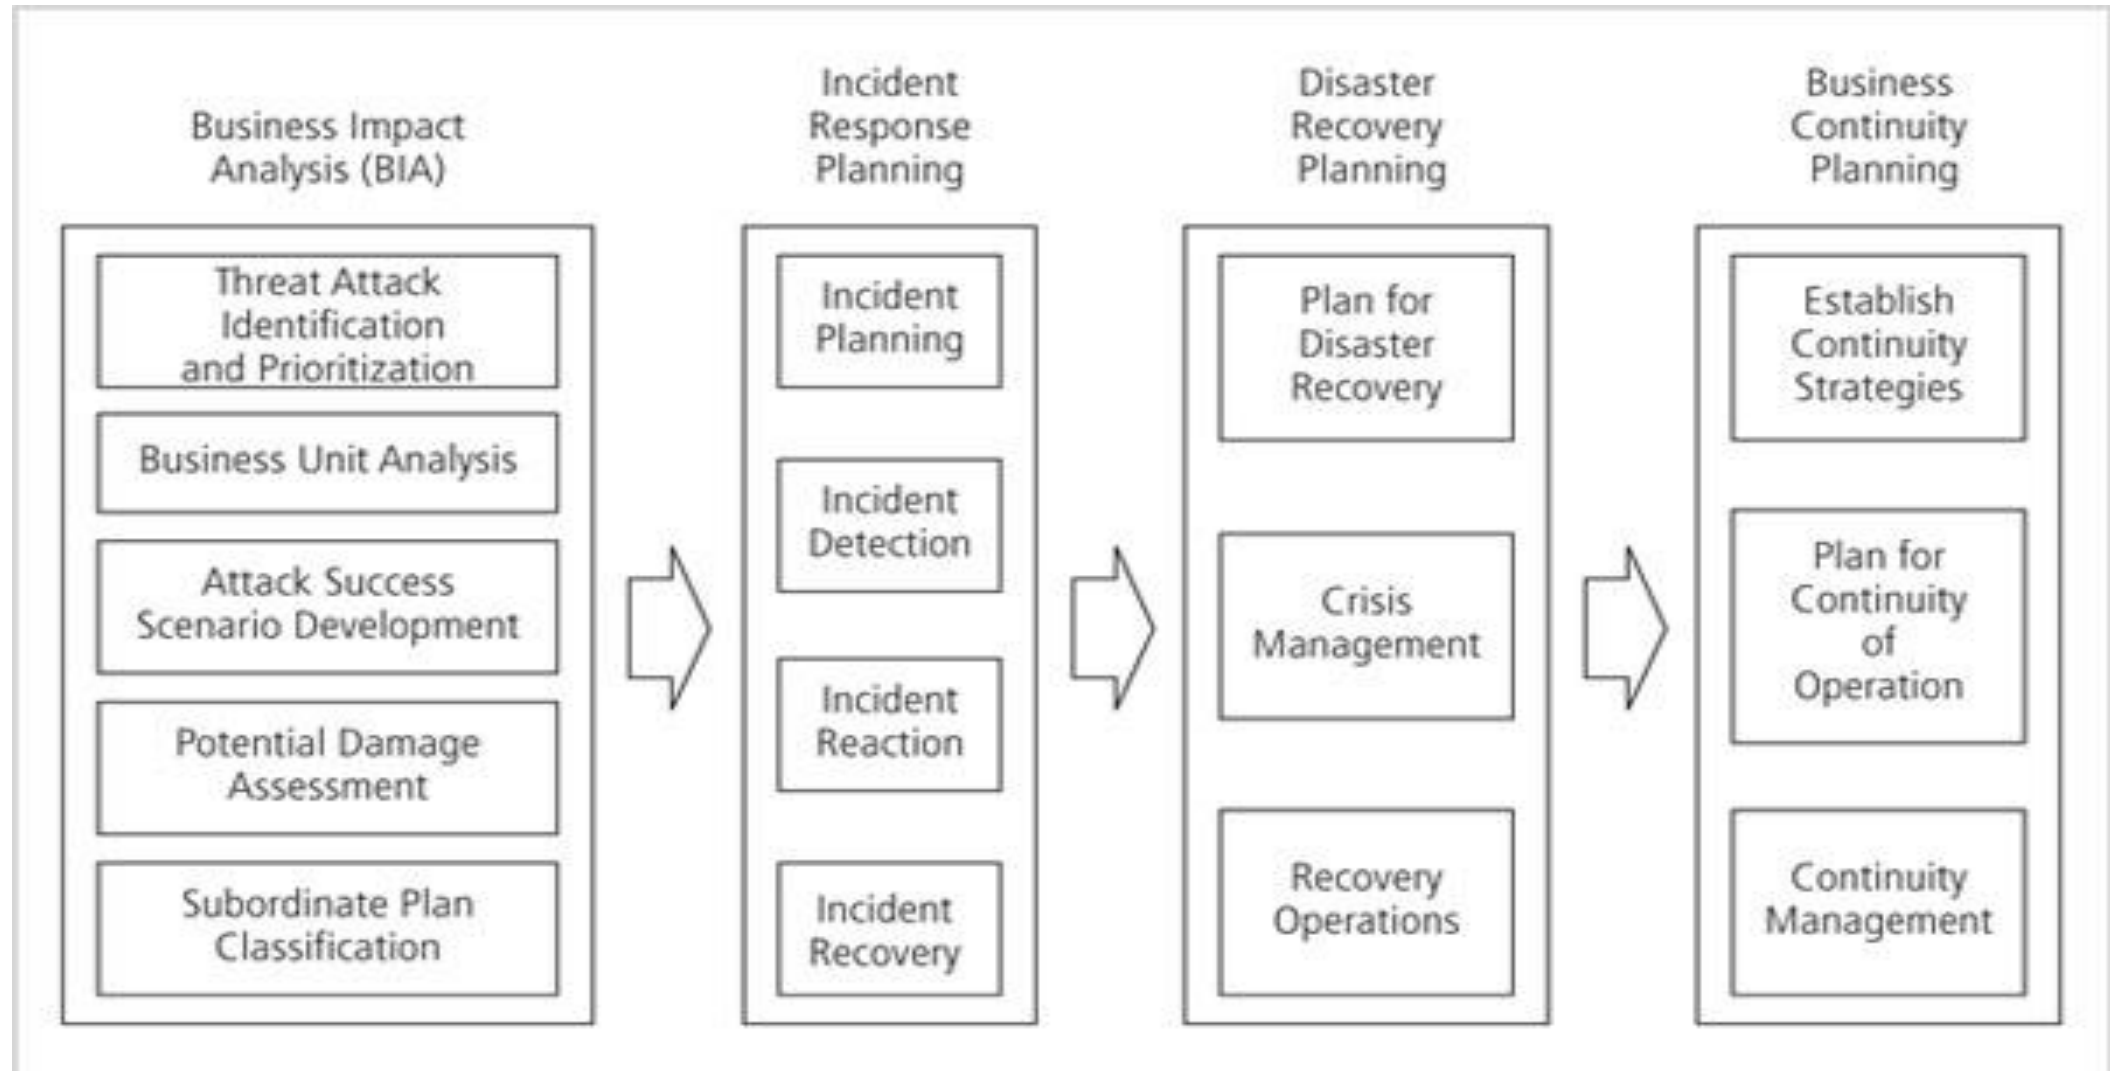 Business Impact
Analysis (BIA)
Threat Attack
Identification
and Prioritization
Business Unit Analysis
Attack Success
Scenario Development
Potential Damage
Assessment
Subordinate Plan
Classification
Incident
Response
Planning
Incident
Planning
Incident
Detection
Incident
Reaction
Incident
Recovery
Disaster
Recovery
Planning
Plan for
Disaster
Recovery
Crisis
Management
Recovery
Operations
Business
Continuity
Planning
Establish
Continuity
Strategies
Plan for
Continuity
of
Operation
Continuity
Management